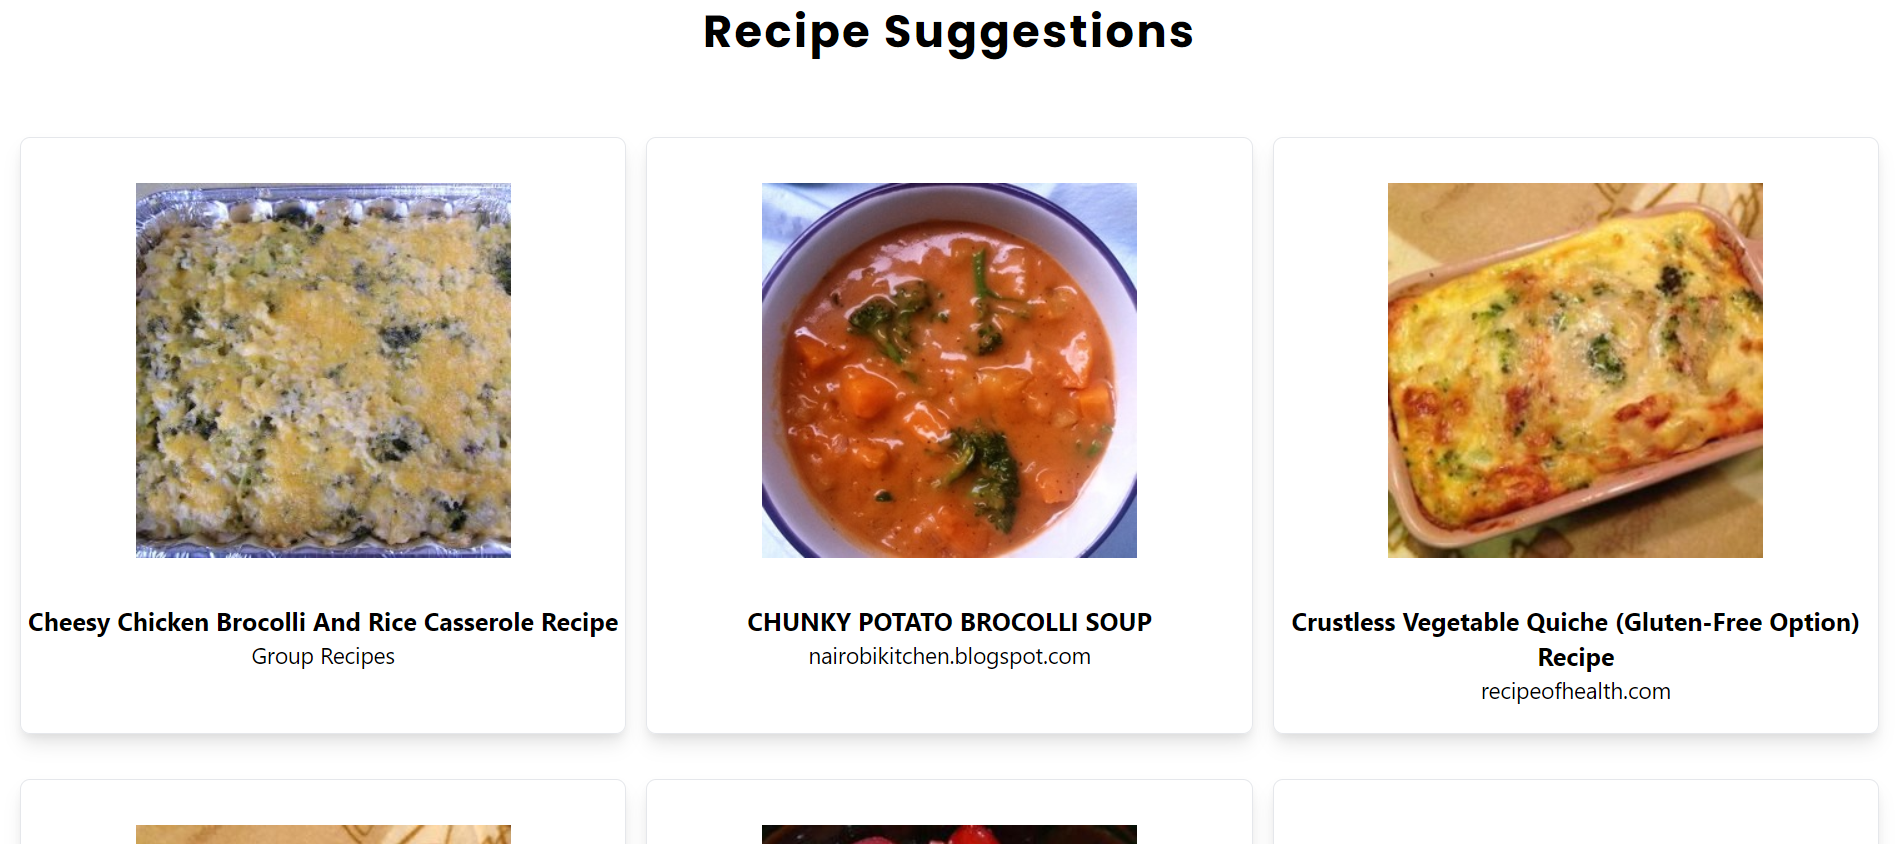 Recipe Suggestions
Cheesy Chicken Brocolli And Rice Casserole Recipe
Group Recipes
CHUNKY POTATO BROCOLLI SOUP
nairobikitchen.blogspot.com
Crustless Vegetable Quiche (Gluten-Free Option)
Recipe
recipeofhealth.com